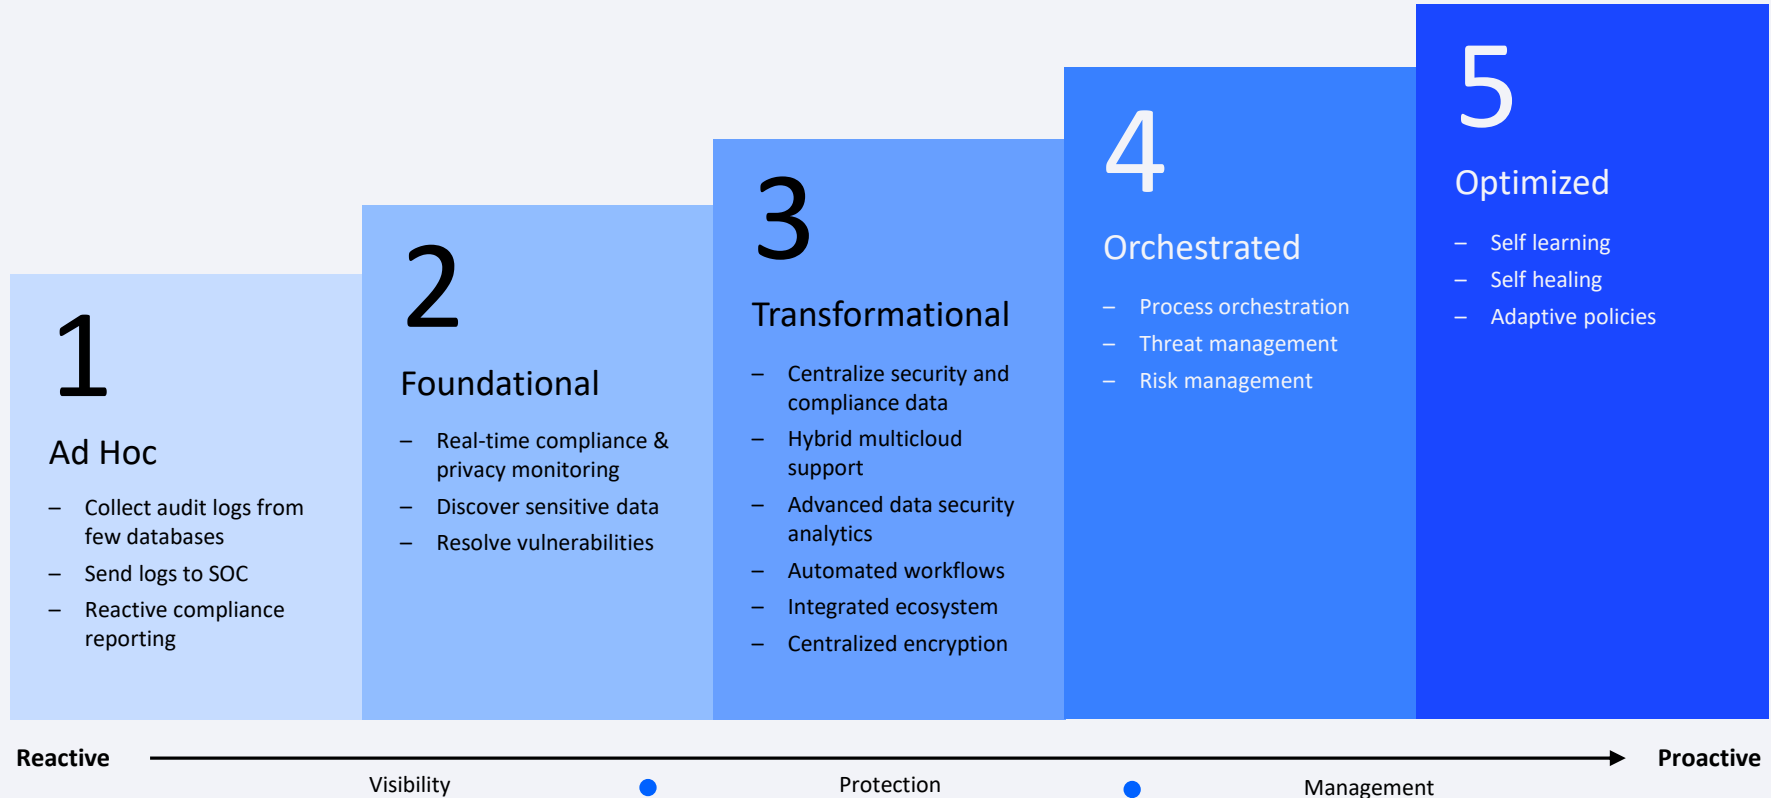 1
Ad Hoc
– Collect audit logs from
few databases
– Send logs to SOC
– Reactive compliance
reporting
2
Foundational
– Real-time compliance &
privacy monitoring
– Discover sensitive data
– Resolve vulnerabilities
3
Transformational
– Centralize security and
compliance data
– Hybrid multicloud
support
– Advanced data security
analytics
– Automated workflows
– Integrated ecosystem
– Centralized encryption
4
Orchestrated
– Process orchestration
– Threat management
– Risk management
5
Optimized
– Self learning
– Self healing
– Adaptive policies
Reactive
Proactive
Visibility
Protection
Management